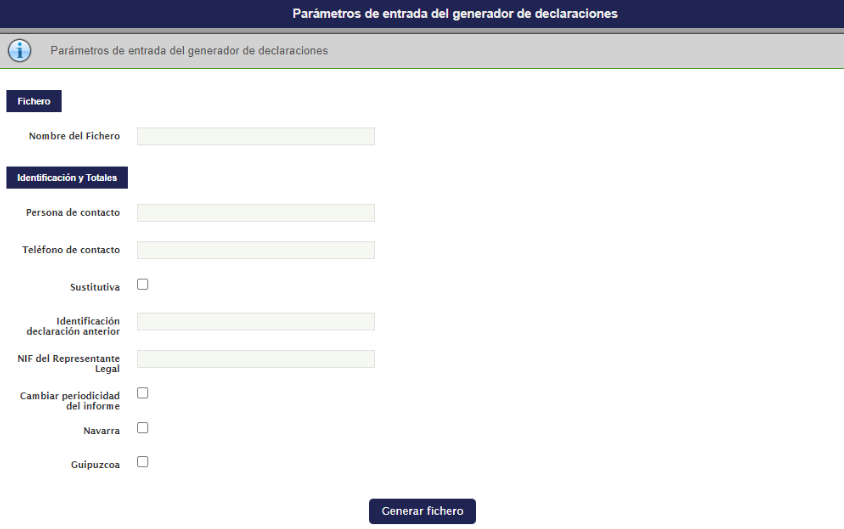 Parámetros de entrada del generador de declaraciones
Parámetros de entrada del generador de declaraciones
Fichero
Nombre del Fichero
Identificación y Totales
Persona de contacto
Teléfono de contacto
Sustitutiva
Identificación
declaración anterior
NIF del Representante
Legal
Cambiar periodicidad
del informe
Navarra
Guipuzcoa
Generar fichero